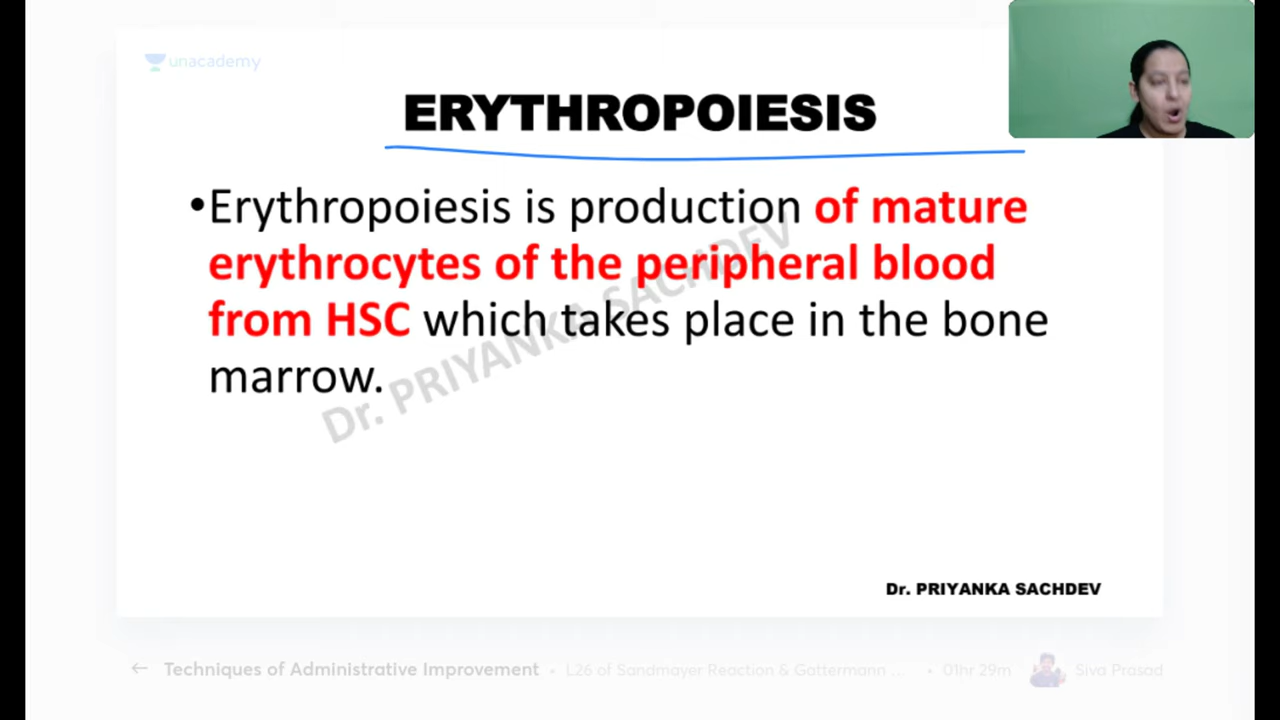 unacademy
ERYTHROPOIESIS
•Erythropoiesis is production of mature
erythrocytes of the peripheral blood
from HSC which takes place in the bone
marrow.
Dr. PRIYANKA SACHDEV
Dr. PRIYANKA SACHDEV
← Techniques of Administrative Improvement • L26 of Sandmayer Reaction & Gattermann ... • 01hr 29m Siva Prasad